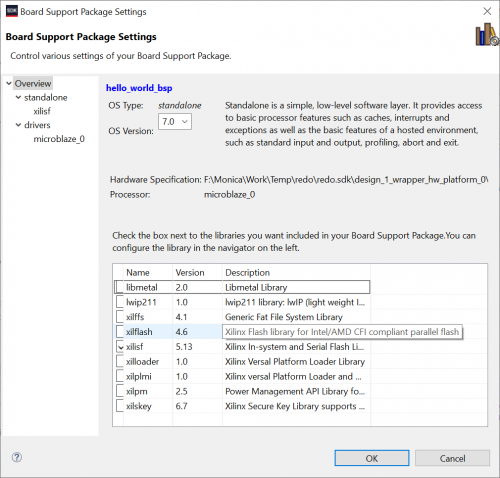 SDK Board Support Package Settings
Board Support Package Settings
Control various settings of your Board Support Package.
Overview
standalone
xilisf
drivers
microblaze_0
hello_world_bsp
OS Type: standalone
OS Version: 7.0
Standalone is a simple, low-level software layer. It provides access
to basic processor features such as caches, interrupts and
exceptions as well as the basic features of a hosted environment,
such as standard input and output, profiling, abort and exit.
Hardware Specification: F:\Monica\Work\Temp\redo\redo.sdk\design_1_wrapper_hw_platform_0\
Processor: microblaze_0
Check the box next to the libraries you want included in your Board Support Package.You can
configure the library in the navigator on the left.
Name Version Description
libmetal 2.0 Libmetal Library
lwip211 1.0 lwip211 library: lwIP (light weight I...
xilffs 4.1 Generic Fat File System Library
xilflash 4.6 Xilinx Flash library for Intel/AMD CFI compliant parallel flash
xilisf 5.13 Xilinx In-system and Serial Flash Li...
xilloader 1.0 Xilinx Versal Platform Loader Library
xilplmi 1.0 Xilinx versal Platform Loader and ...
xilpm 2.5 Power Management API Library fo...
xilskey 6.7 Xilinx Secure Key Library supports ...
? OK Cancel